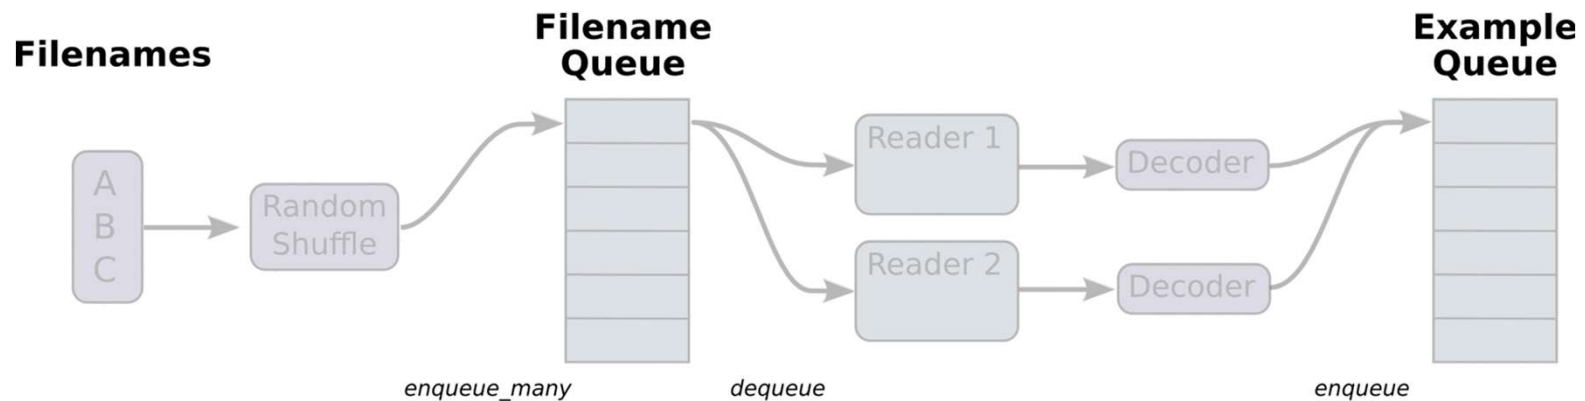 Filenames
Filename
Queue
Example
Queue
A
B
C
Random
Shuffle
Reader 1
Decoder
Reader 2
Decoder
enqueue_many
dequeue
enqueue